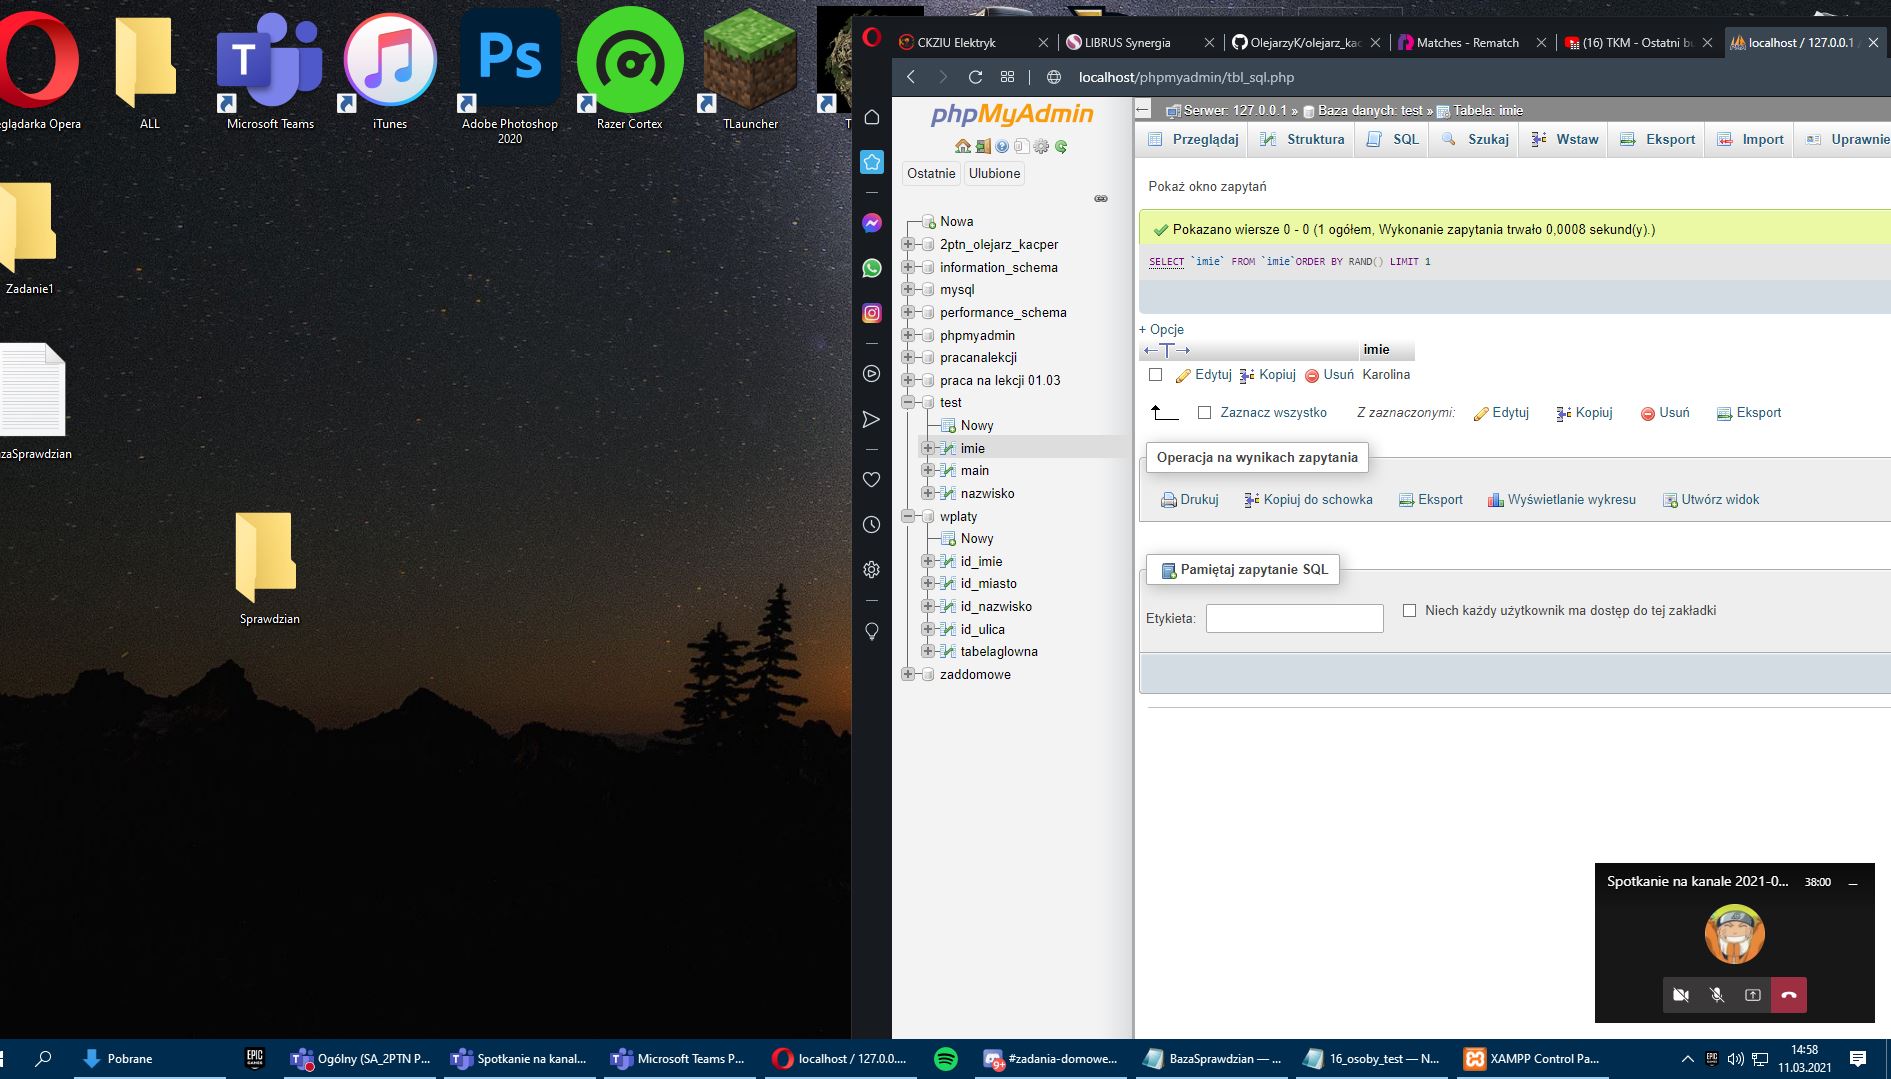 glądarka Opera
ALL
Microsoft Teams
iTunes
Ps
Adobe Photoshop
2020
Razer Cortex
TLauncher
T
Zadanie1
zaSprawdzian
Sprawdzian
CKZiU Elektryk
LIBRUS Synergia
OlejarzyK/olejarz_kac
Matches - Rematch
(16) TKM - Ostatni bu
localhost / 127.0.0.1 /
localhost/phpmyadmin/tbl_sql.php
phpMyAdmin
Ostatnie
Ulubione
Nowa
2ptn_olejarz_kacper
information_schema
mysql
performance_schema
phpmyadmin
pracanalekcji
praca na lekcji 01.03
test
Nowy
imie
main
nazwisko
wplaty
Nowy
id_imie
id_miasto
id_nazwisko
id_ulica
tabelaglowna
zaddomowe
Serwer: 127.0.0.1 » Baza danych: test » Tabela: imie
Przeglądaj
Struktura
SQL
Szukaj
Wstaw
Eksport
Import
Uprawnie
Pokaż okno zapytań
Pokazano wiersze 0 - 0 (1 ogółem, Wykonanie zapytania trwało 0,0008 sekund(y).)
SELECT `imie` FROM `imie`ORDER BY RAND() LIMIT 1
+ Opcje
←T→
imie
Edytuj
Kopiuj
Usuń
Karolina
Zaznacz wszystko
Z zaznaczonymi:
Edytuj
Kopiuj
Usuń
Eksport
Operacja na wynikach zapytania
Drukuj
Kopiuj do schowka
Eksport
Wyświetlanie wykresu
Utwórz widok
Pamiętaj zapytanie SQL
Etykieta:
Niech każdy użytkownik ma dostęp do tej zakładki
Spotkanie na kanale 2021-0...
38:00
Pobrane
EPIC GAMES
Ogólny (SA_2PTN P...
Spotkanie na kanal...
Microsoft Teams P...
localhost / 127.0.0....
9+
#zadania-domowe...
BazaSprawdzian — ...
16_osoby_test — N...
XAMPP Control Pa...
14:58
11.03.2021